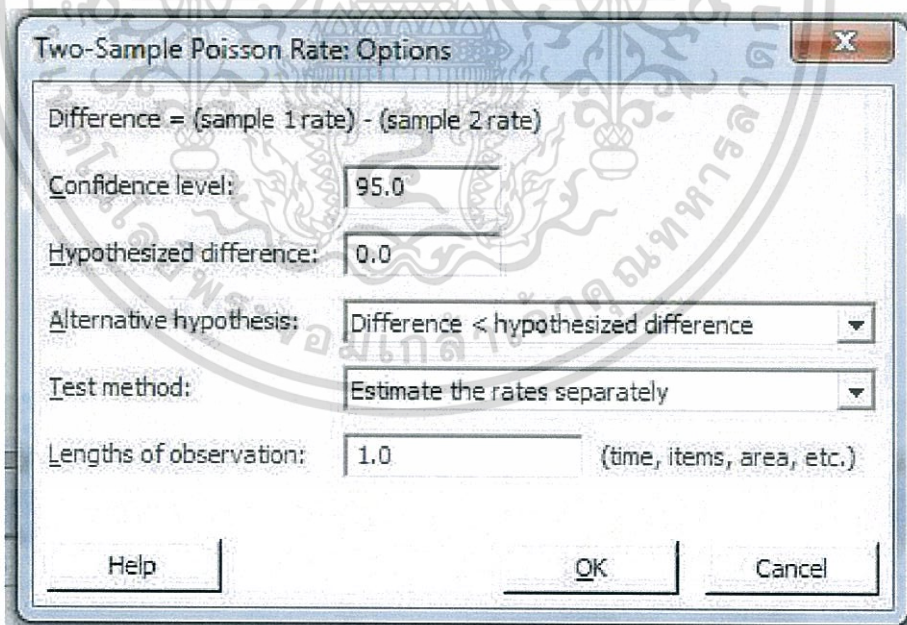 Two-Sample Poisson Rate: Options
Difference = (sample 1 rate) - (sample 2 rate)
Confidence level: 95.0
Hypothesized difference: 0.0
Alternative hypothesis: Difference < hypothesized difference
Test method: Estimate the rates separately
Lengths of observation: 1.0 (time, items, area, etc.)
Help OK Cancel